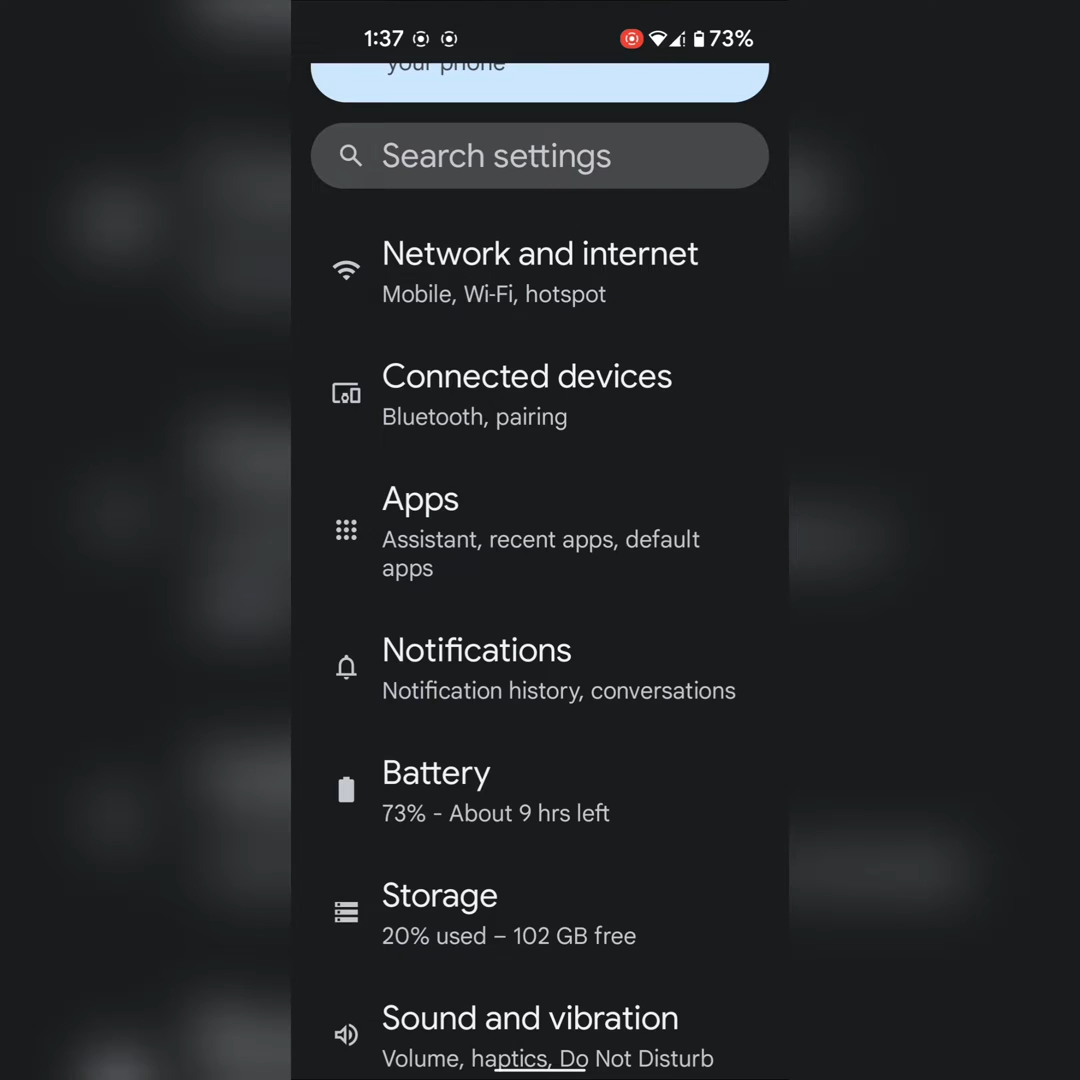 1:37 73%
your phone
Search settings
Network and internet
Mobile, Wi-Fi, hotspot
Connected devices
Bluetooth, pairing
Apps
Assistant, recent apps, default
apps
Notifications
Notification history, conversations
Battery
73% - About 9 hrs left
Storage
20% used – 102 GB free
Sound and vibration
Volume, haptics, Do Not Disturb